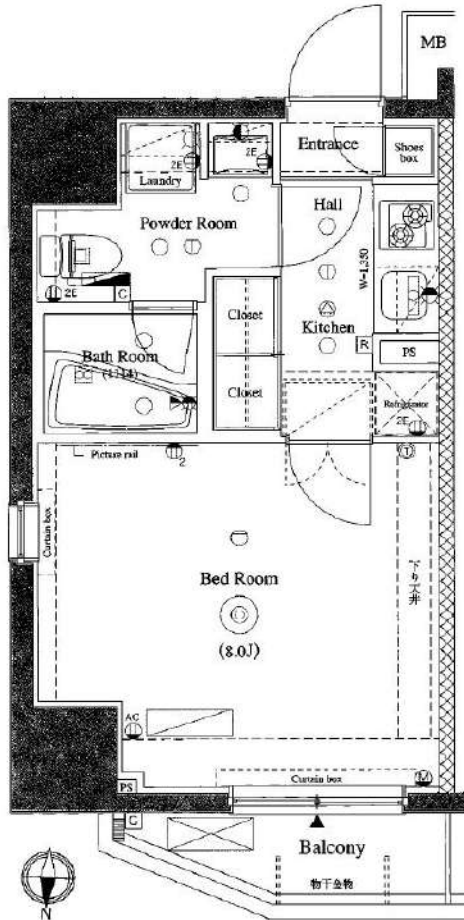 MB
Entrance
Shoes
box
2E
2E
Laundry
Powder Room
Hall
W=1,350
2E
C
Closet
Kitchen
R
PS
Bath Room
Closet
Refrigerator
2E
Picture rail
2
T
Curtain box
Bed Room
(8.0J)
下り天井
AC
PS
Curtain box
M
C
Balcony
物干金物
N